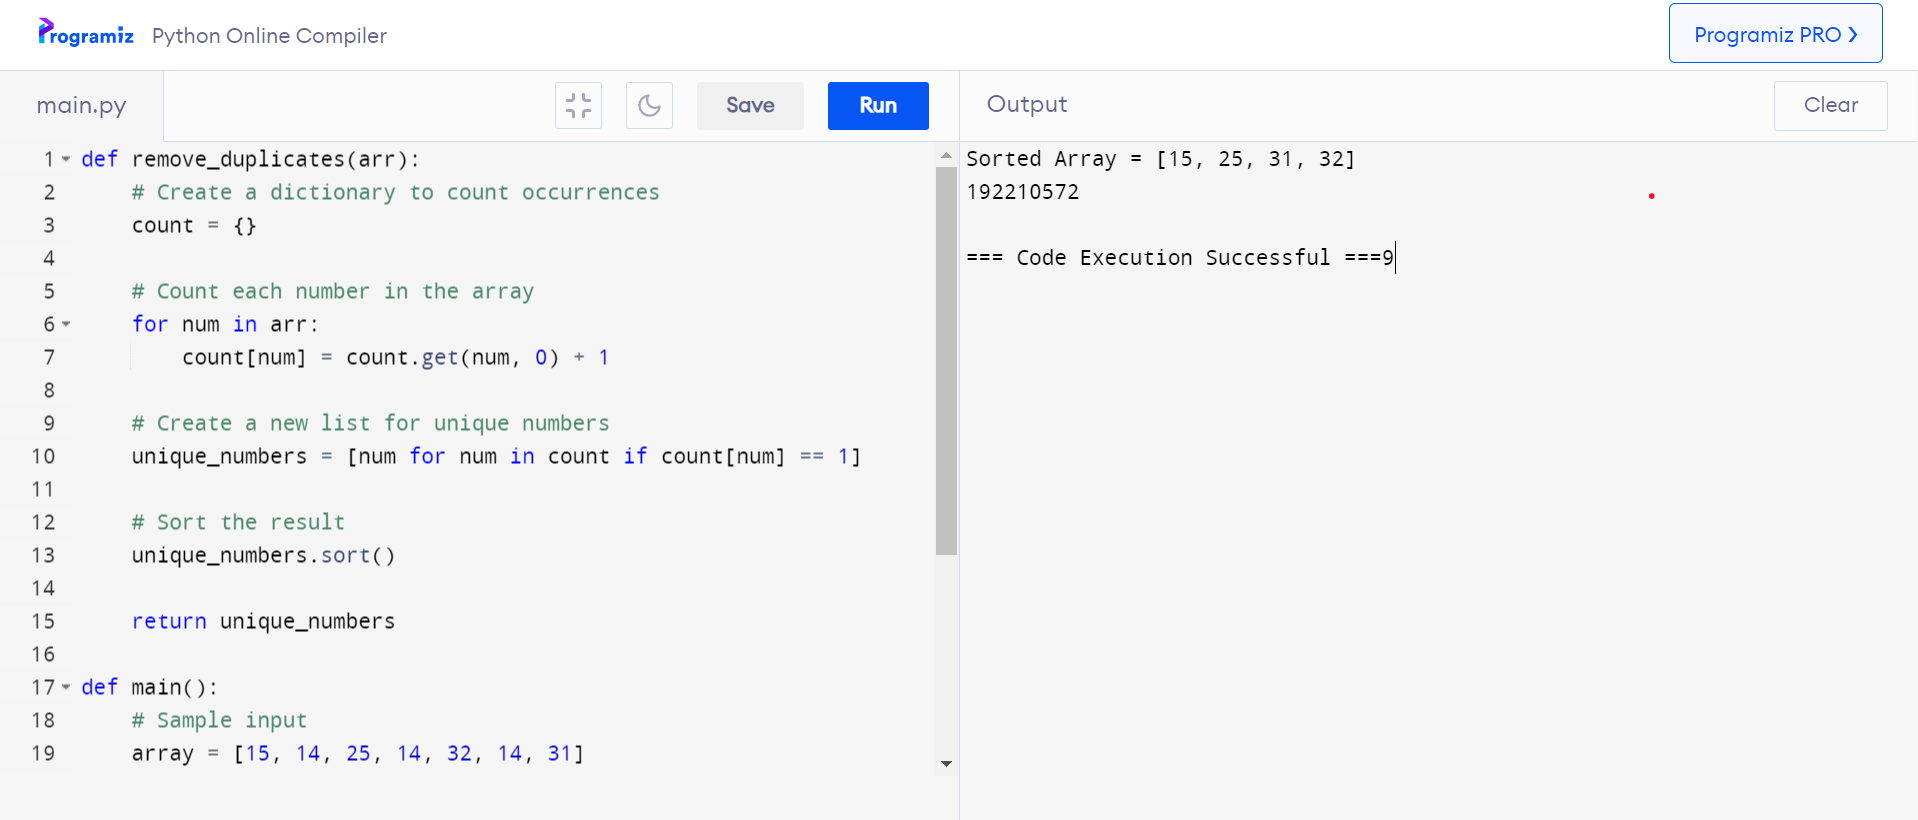 Programiz Python Online Compiler
Programiz PRO ❯
main.py
Save
Run
Output
Clear
1 def remove_duplicates(arr):
2     # Create a dictionary to count occurrences
3     count = {}
4
5     # Count each number in the array
6     for num in arr:
7         count[num] = count.get(num, 0) + 1
8
9     # Create a new list for unique numbers
10     unique_numbers = [num for num in count if count[num] == 1]
11
12     # Sort the result
13     unique_numbers.sort()
14
15     return unique_numbers
16
17 def main():
18     # Sample input
19     array = [15, 14, 25, 14, 32, 14, 31]
Sorted Array = [15, 25, 31, 32]
192210572
=== Code Execution Successful ===9